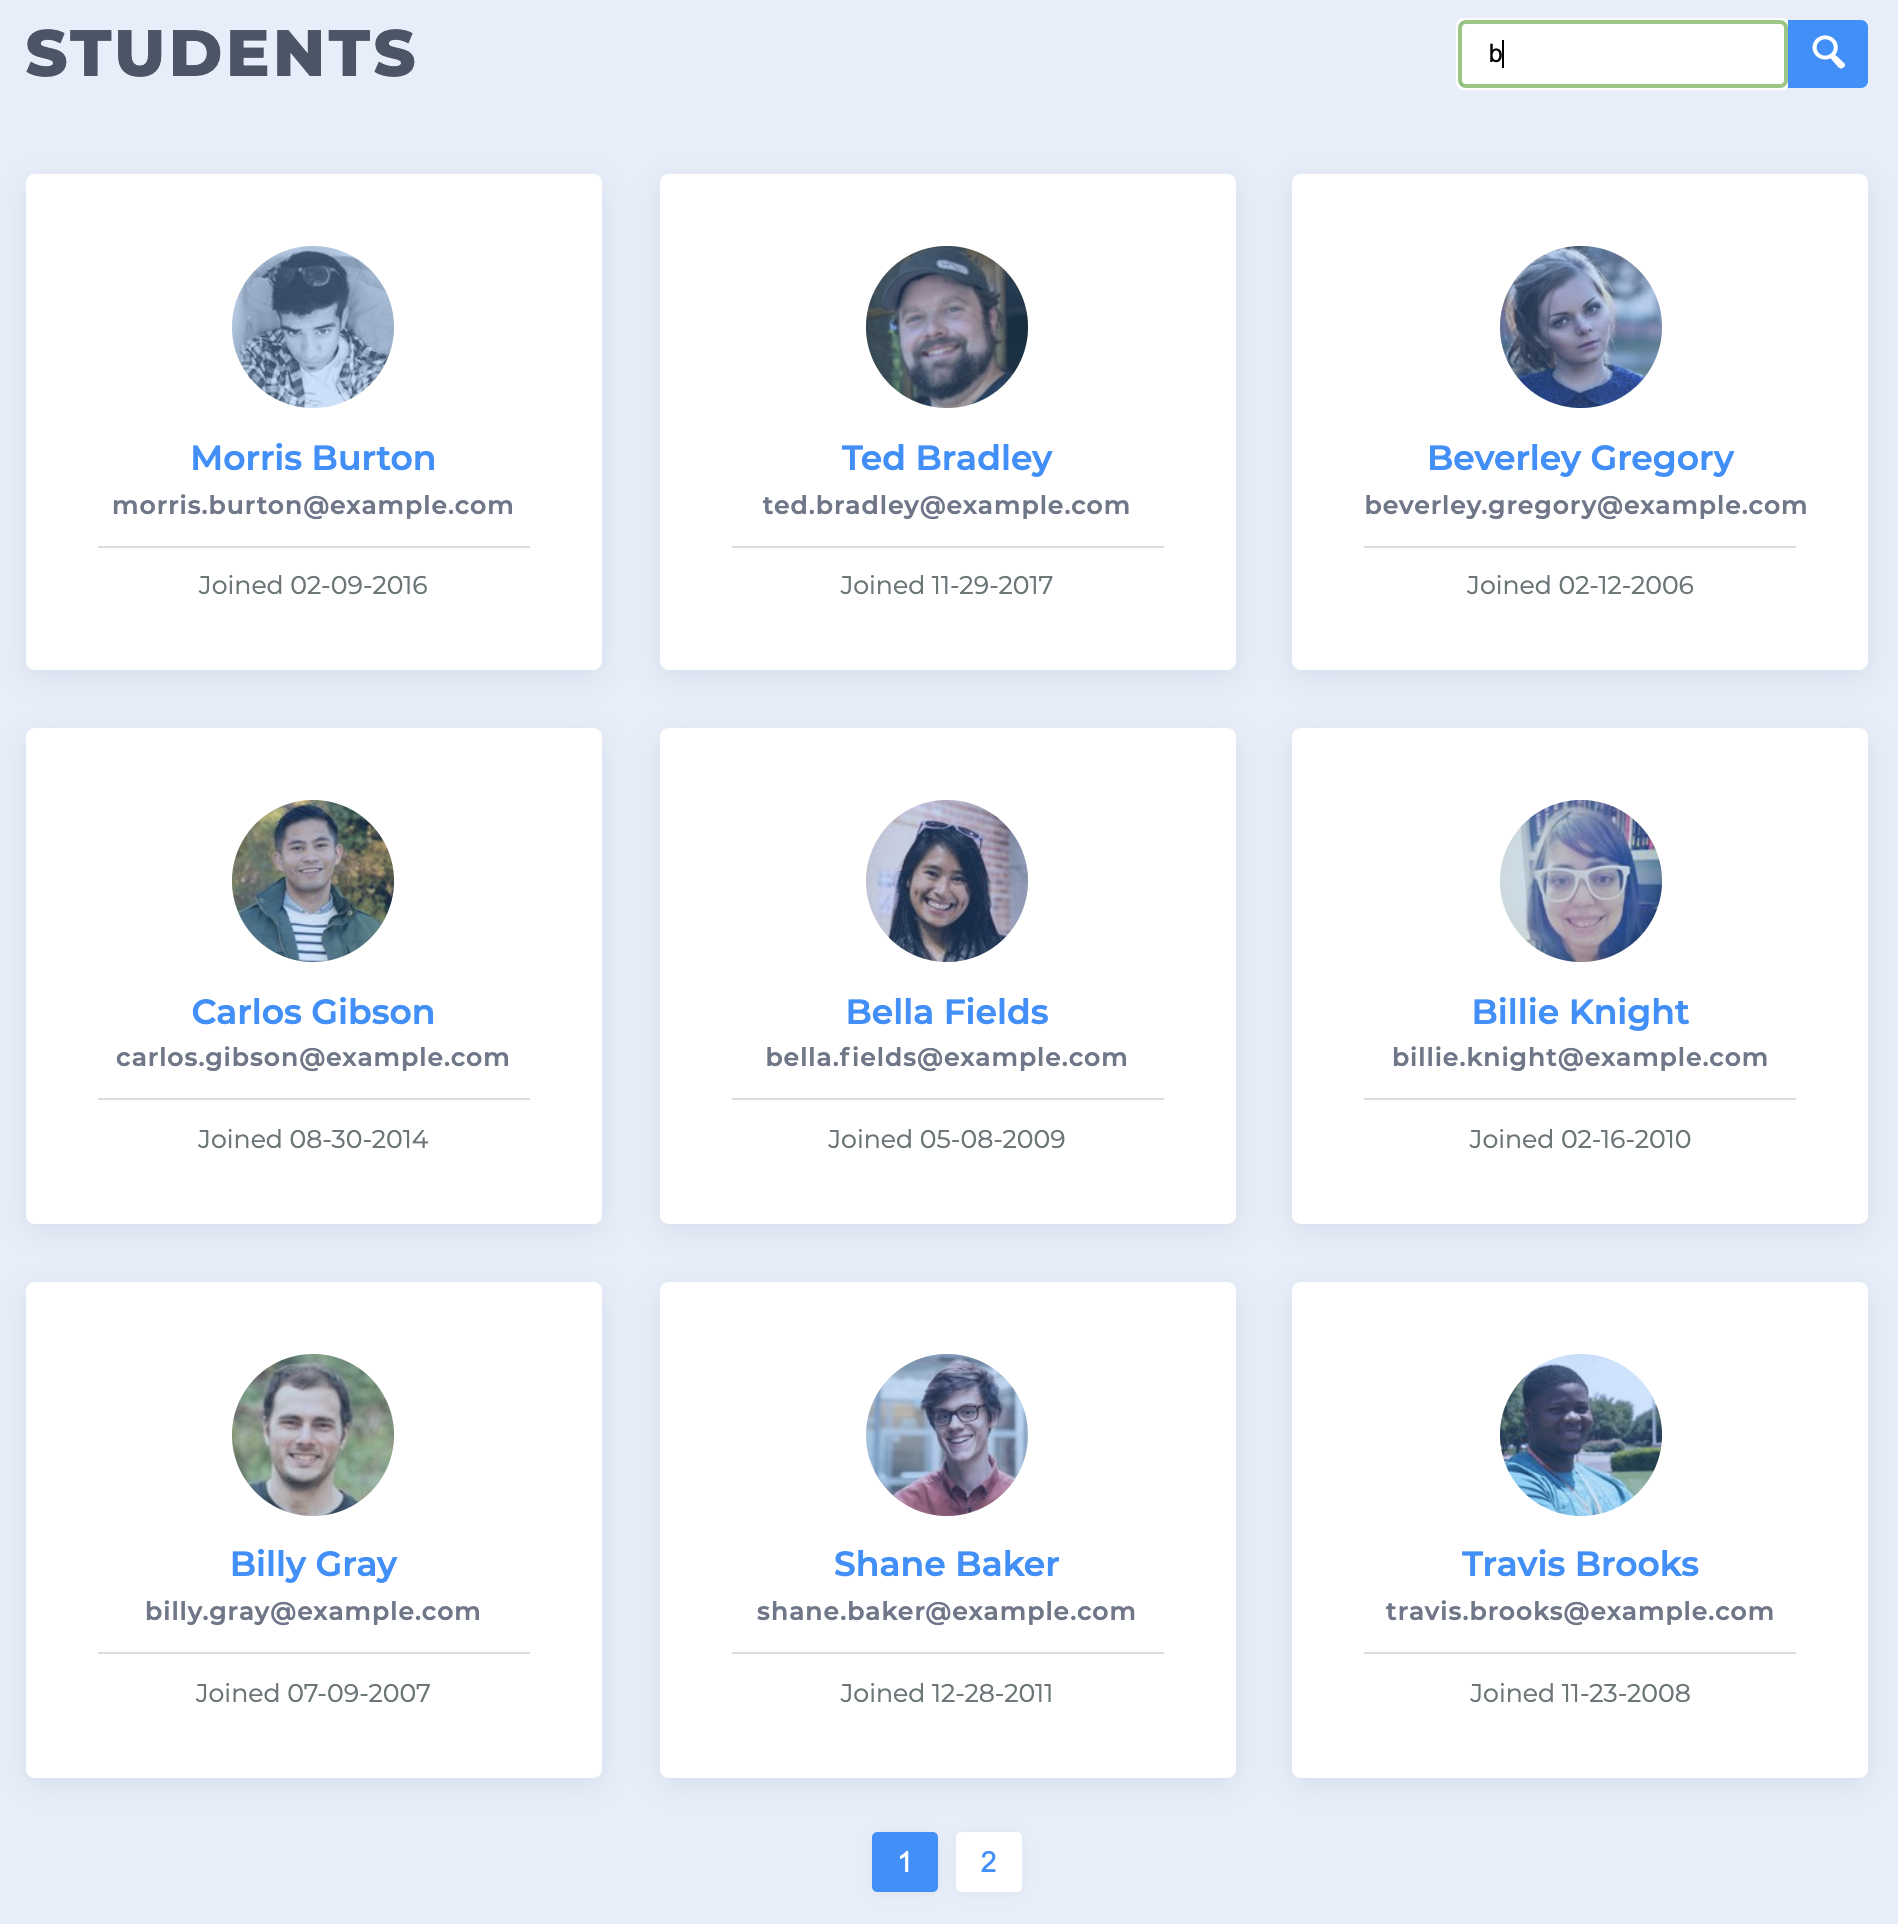 STUDENTS
b
Morris Burton
morris.burton@example.com
Joined 02-09-2016
Ted Bradley
ted.bradley@example.com
Joined 11-29-2017
Beverley Gregory
beverley.gregory@example.com
Joined 02-12-2006
Carlos Gibson
carlos.gibson@example.com
Joined 08-30-2014
Bella Fields
bella.fields@example.com
Joined 05-08-2009
Billie Knight
billie.knight@example.com
Joined 02-16-2010
Billy Gray
billy.gray@example.com
Joined 07-09-2007
Shane Baker
shane.baker@example.com
Joined 12-28-2011
Travis Brooks
travis.brooks@example.com
Joined 11-23-2008
1 2